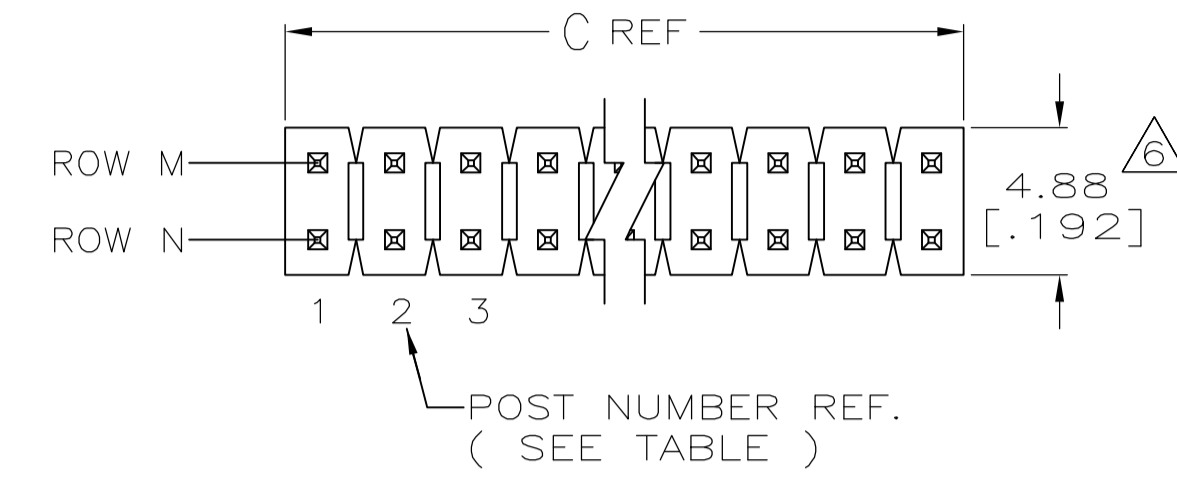 C REF
ROW M
ROW N
6
4.88
[.192]
1 2 3
POST NUMBER REF.
( SEE TABLE )